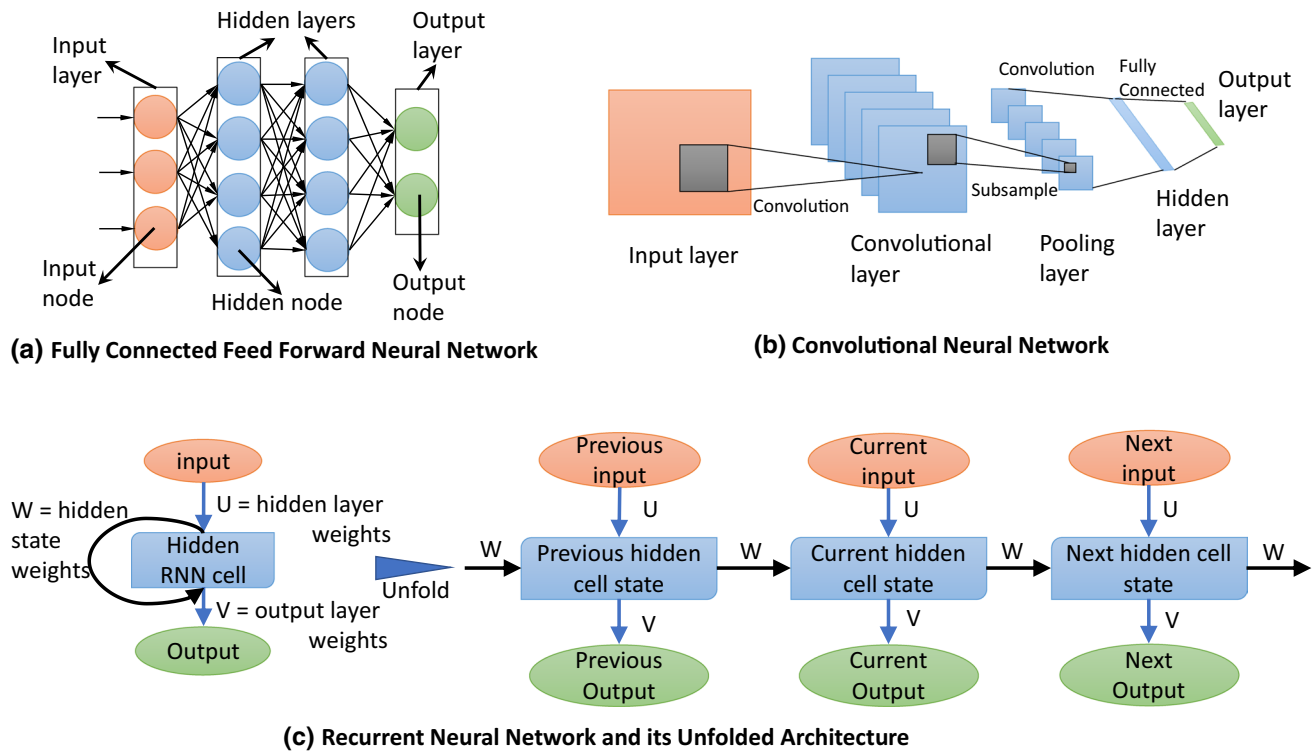 Hidden layers
Output
layer
Input
layer
Input
node
Hidden node
Output
node
(a) Fully Connected Feed Forward Neural Network
Convolution
Fully
Connected
Output
layer
Convolution
Subsample
Hidden
layer
Input layer
Convolutional
layer
Pooling
layer
(b) Convolutional Neural Network
input
U = hidden layer
weights
W = hidden
state
weights
Hidden
RNN cell
V = output layer
weights
Output
Unfold
Previous
input
Current
input
Next
input
U
U
U
W
Previous hidden
cell state
W
Current hidden
cell state
W
Next hidden cell
state
W
V
V
V
Previous
Output
Current
Output
Next
Output
(c) Recurrent Neural Network and its Unfolded Architecture